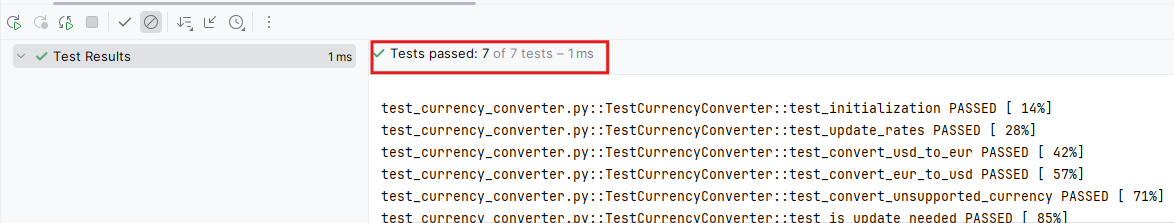 Test Results 1 ms
Tests passed: 7 of 7 tests – 1 ms
test_currency_converter.py::TestCurrencyConverter::test_initialization PASSED [ 14%]
test_currency_converter.py::TestCurrencyConverter::test_update_rates PASSED [ 28%]
test_currency_converter.py::TestCurrencyConverter::test_convert_usd_to_eur PASSED [ 42%]
test_currency_converter.py::TestCurrencyConverter::test_convert_eur_to_usd PASSED [ 57%]
test_currency_converter.py::TestCurrencyConverter::test_convert_unsupported_currency PASSED [ 71%]
test_currency_converter.py::TestCurrencyConverter::test_is_update_needed PASSED [ 85%]